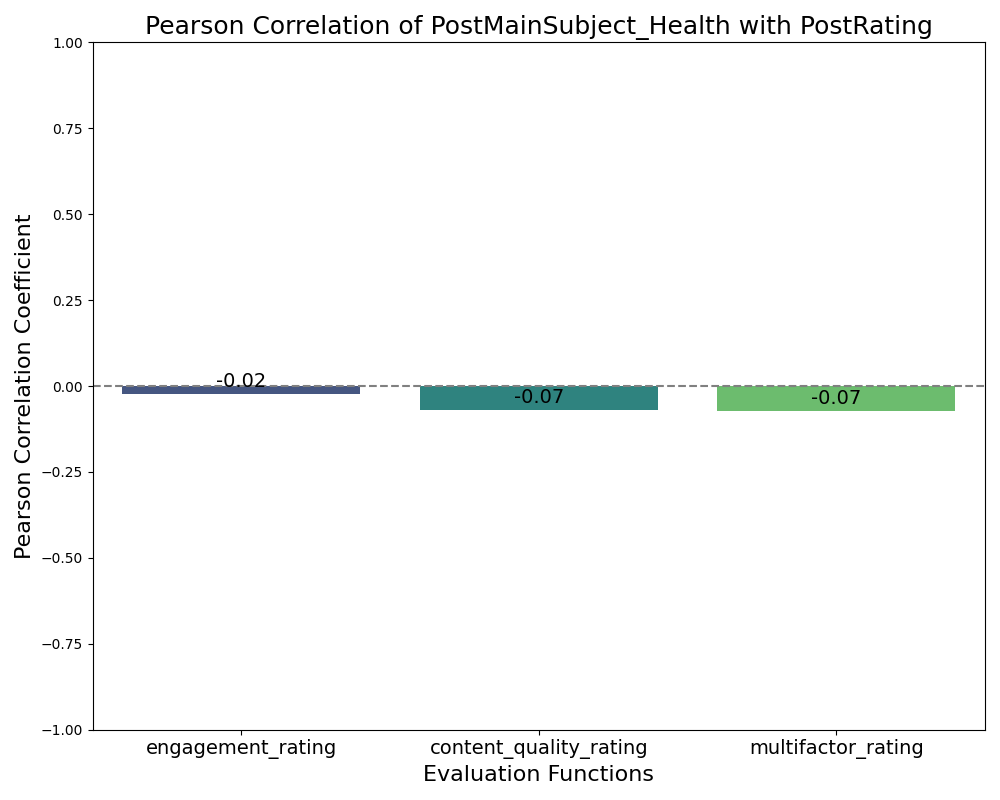 Pearson Correlation of PostMainSubject_Health with PostRating
Pearson Correlation Coefficient
1.00
0.75
0.50
0.25
0.00
−0.25
−0.50
−0.75
−1.00
-0.02
-0.07
-0.07
engagement_rating
content_quality_rating
multifactor_rating
Evaluation Functions